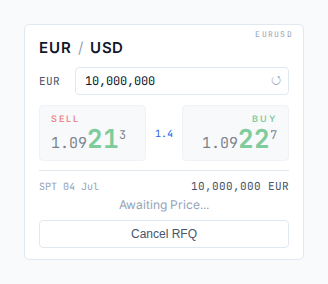 EURUSD
EUR / USD
EUR 10,000,000
SELL BUY
1.09213 1.4 1.09227
SPT 04 Jul 10,000,000 EUR
Awaiting Price...
Cancel RFQ